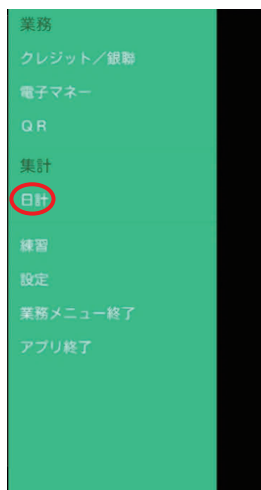 業務
クレジット／銀聯
電子マネー
ＱＲ
集計
日計
練習
設定
業務メニュー終了
アプリ終了